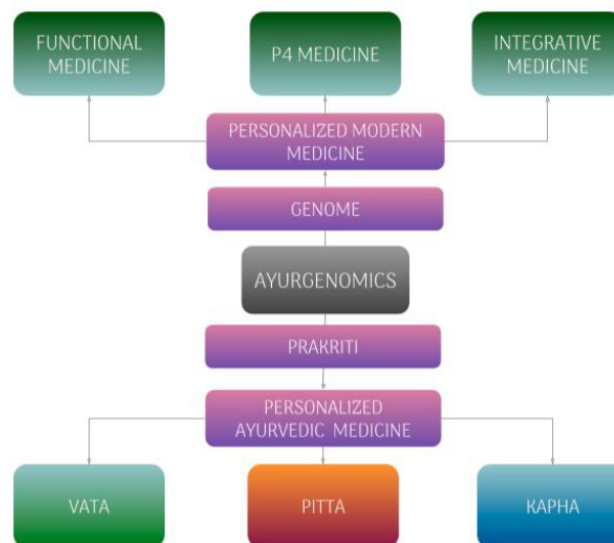 FUNCTIONAL
MEDICINE
P4 MEDICINE
INTEGRATIVE
MEDICINE
PERSONALIZED MODERN
MEDICINE
GENOME
AYURGENOMICS
PRAKRITI
PERSONALIZED
AYURVEDIC MEDICINE
VATA
PITTA
KAPHA